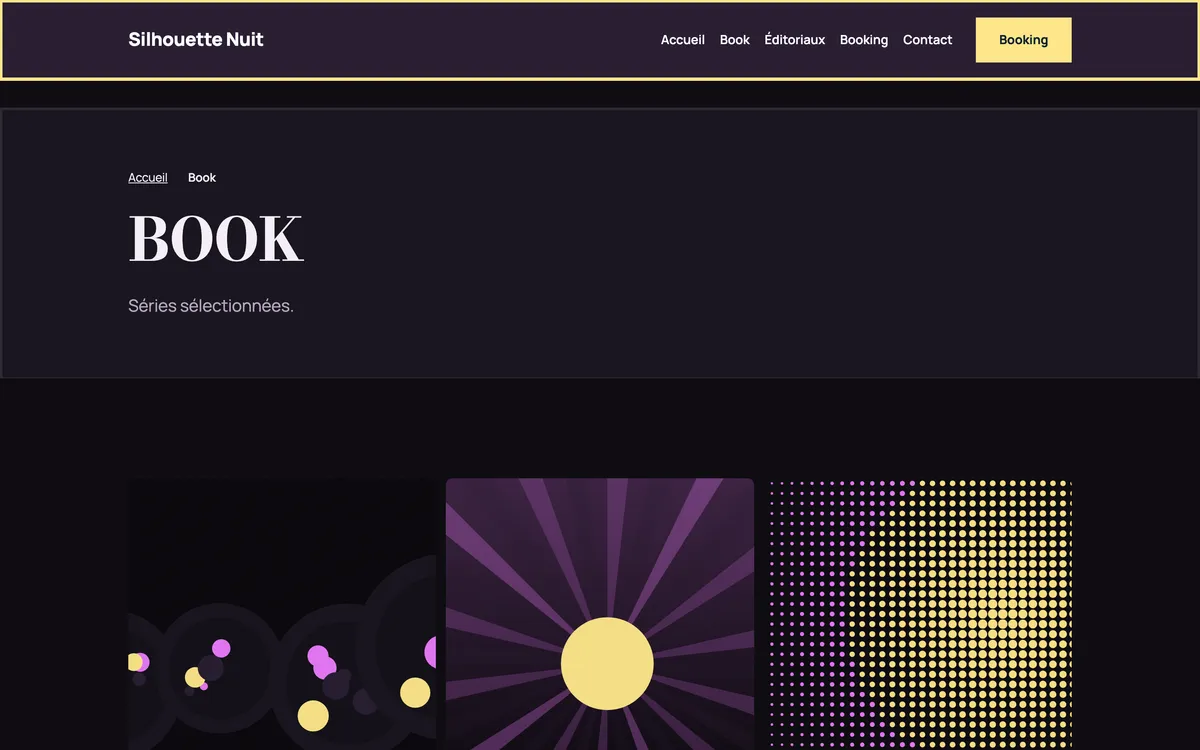 Silhouette Nuit
Accueil Book Éditoriaux Booking Contact Booking
Accueil Book
BOOK
Séries sélectionnées.